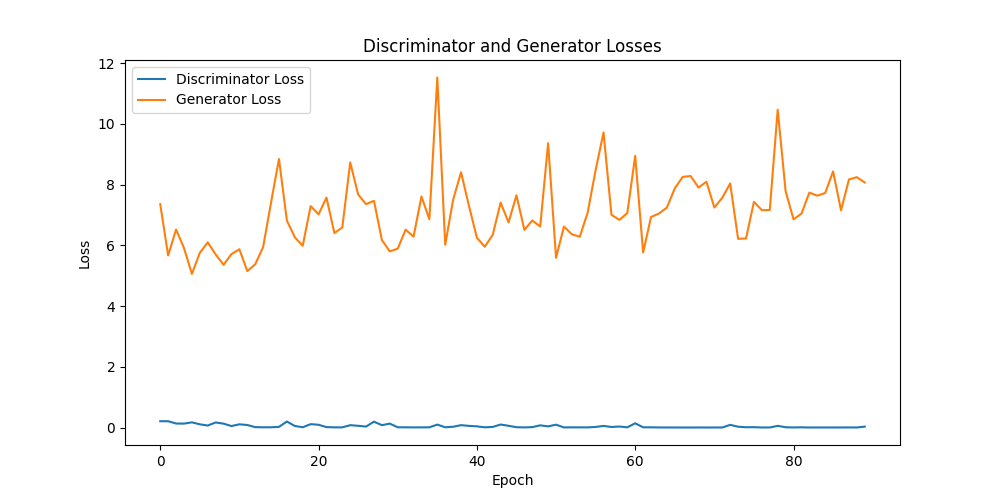 Discriminator and Generator Losses
Discriminator Loss
Generator Loss
12
10
8
6
4
2
0
Loss
0 20 40 60 80
Epoch